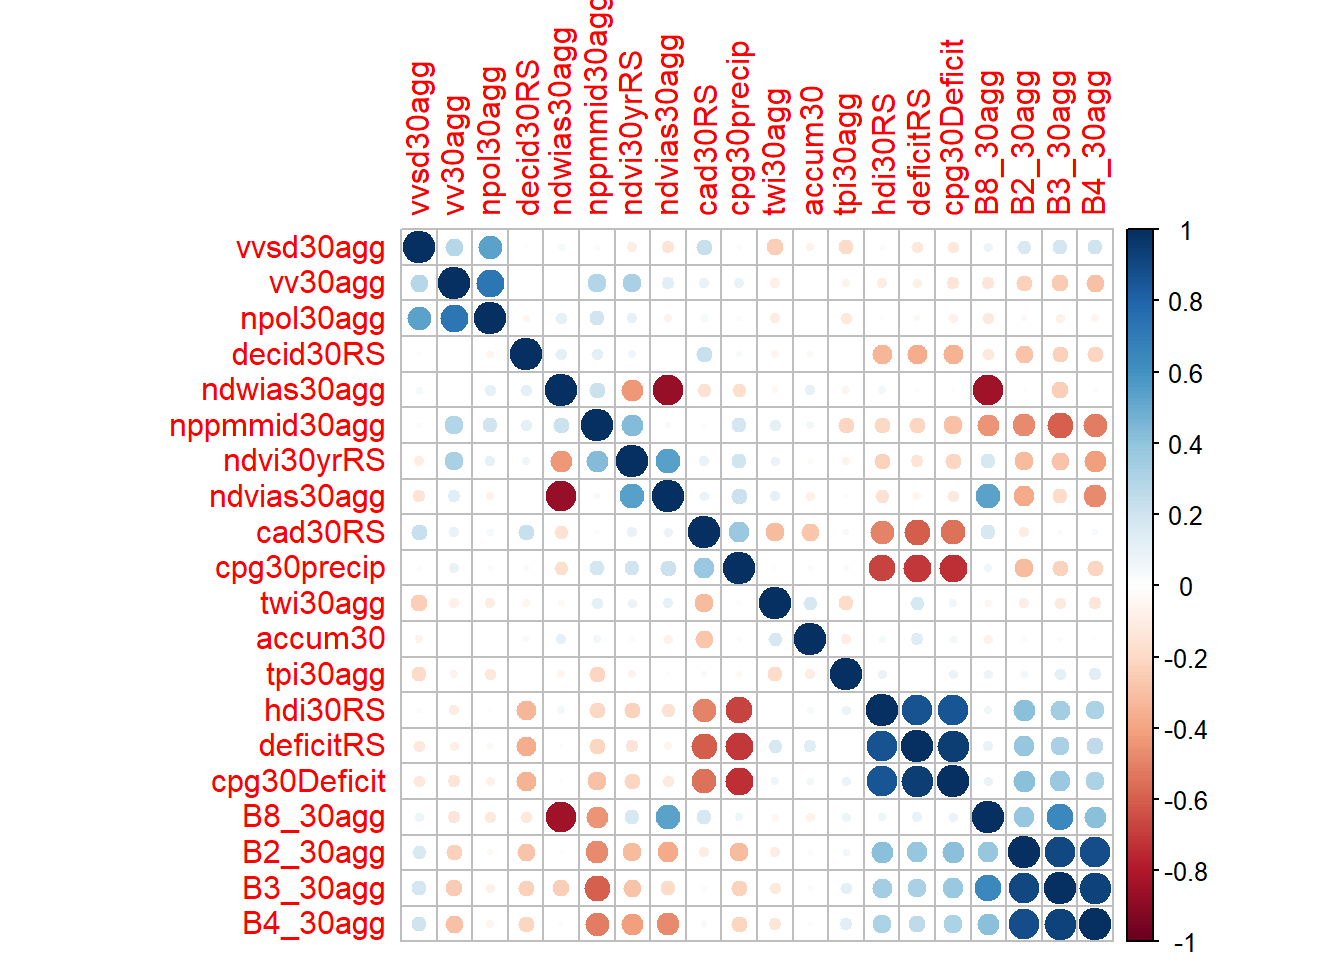 vvsd30agg
vv30agg
npol30agg
decid30RS
ndwias30agg
nppmmid30agg
ndvi30yrRS
ndvias30agg
cad30RS
cpg30precip
twi30agg
accum30
tpi30agg
hdi30RS
deficitRS
cpg30Deficit
B8_30agg
B2_30agg
B3_30agg
B4_30agg
vvsd30agg
vv30agg
npol30agg
decid30RS
ndwias30agg
nppmmid30agg
ndvi30yrRS
ndvias30agg
cad30RS
cpg30precip
twi30agg
accum30
tpi30agg
hdi30RS
deficitRS
cpg30Deficit
B8_30agg
B2_30agg
B3_30agg
B4_30agg
1
0.8
0.6
0.4
0.2
0
-0.2
-0.4
-0.6
-0.8
-1